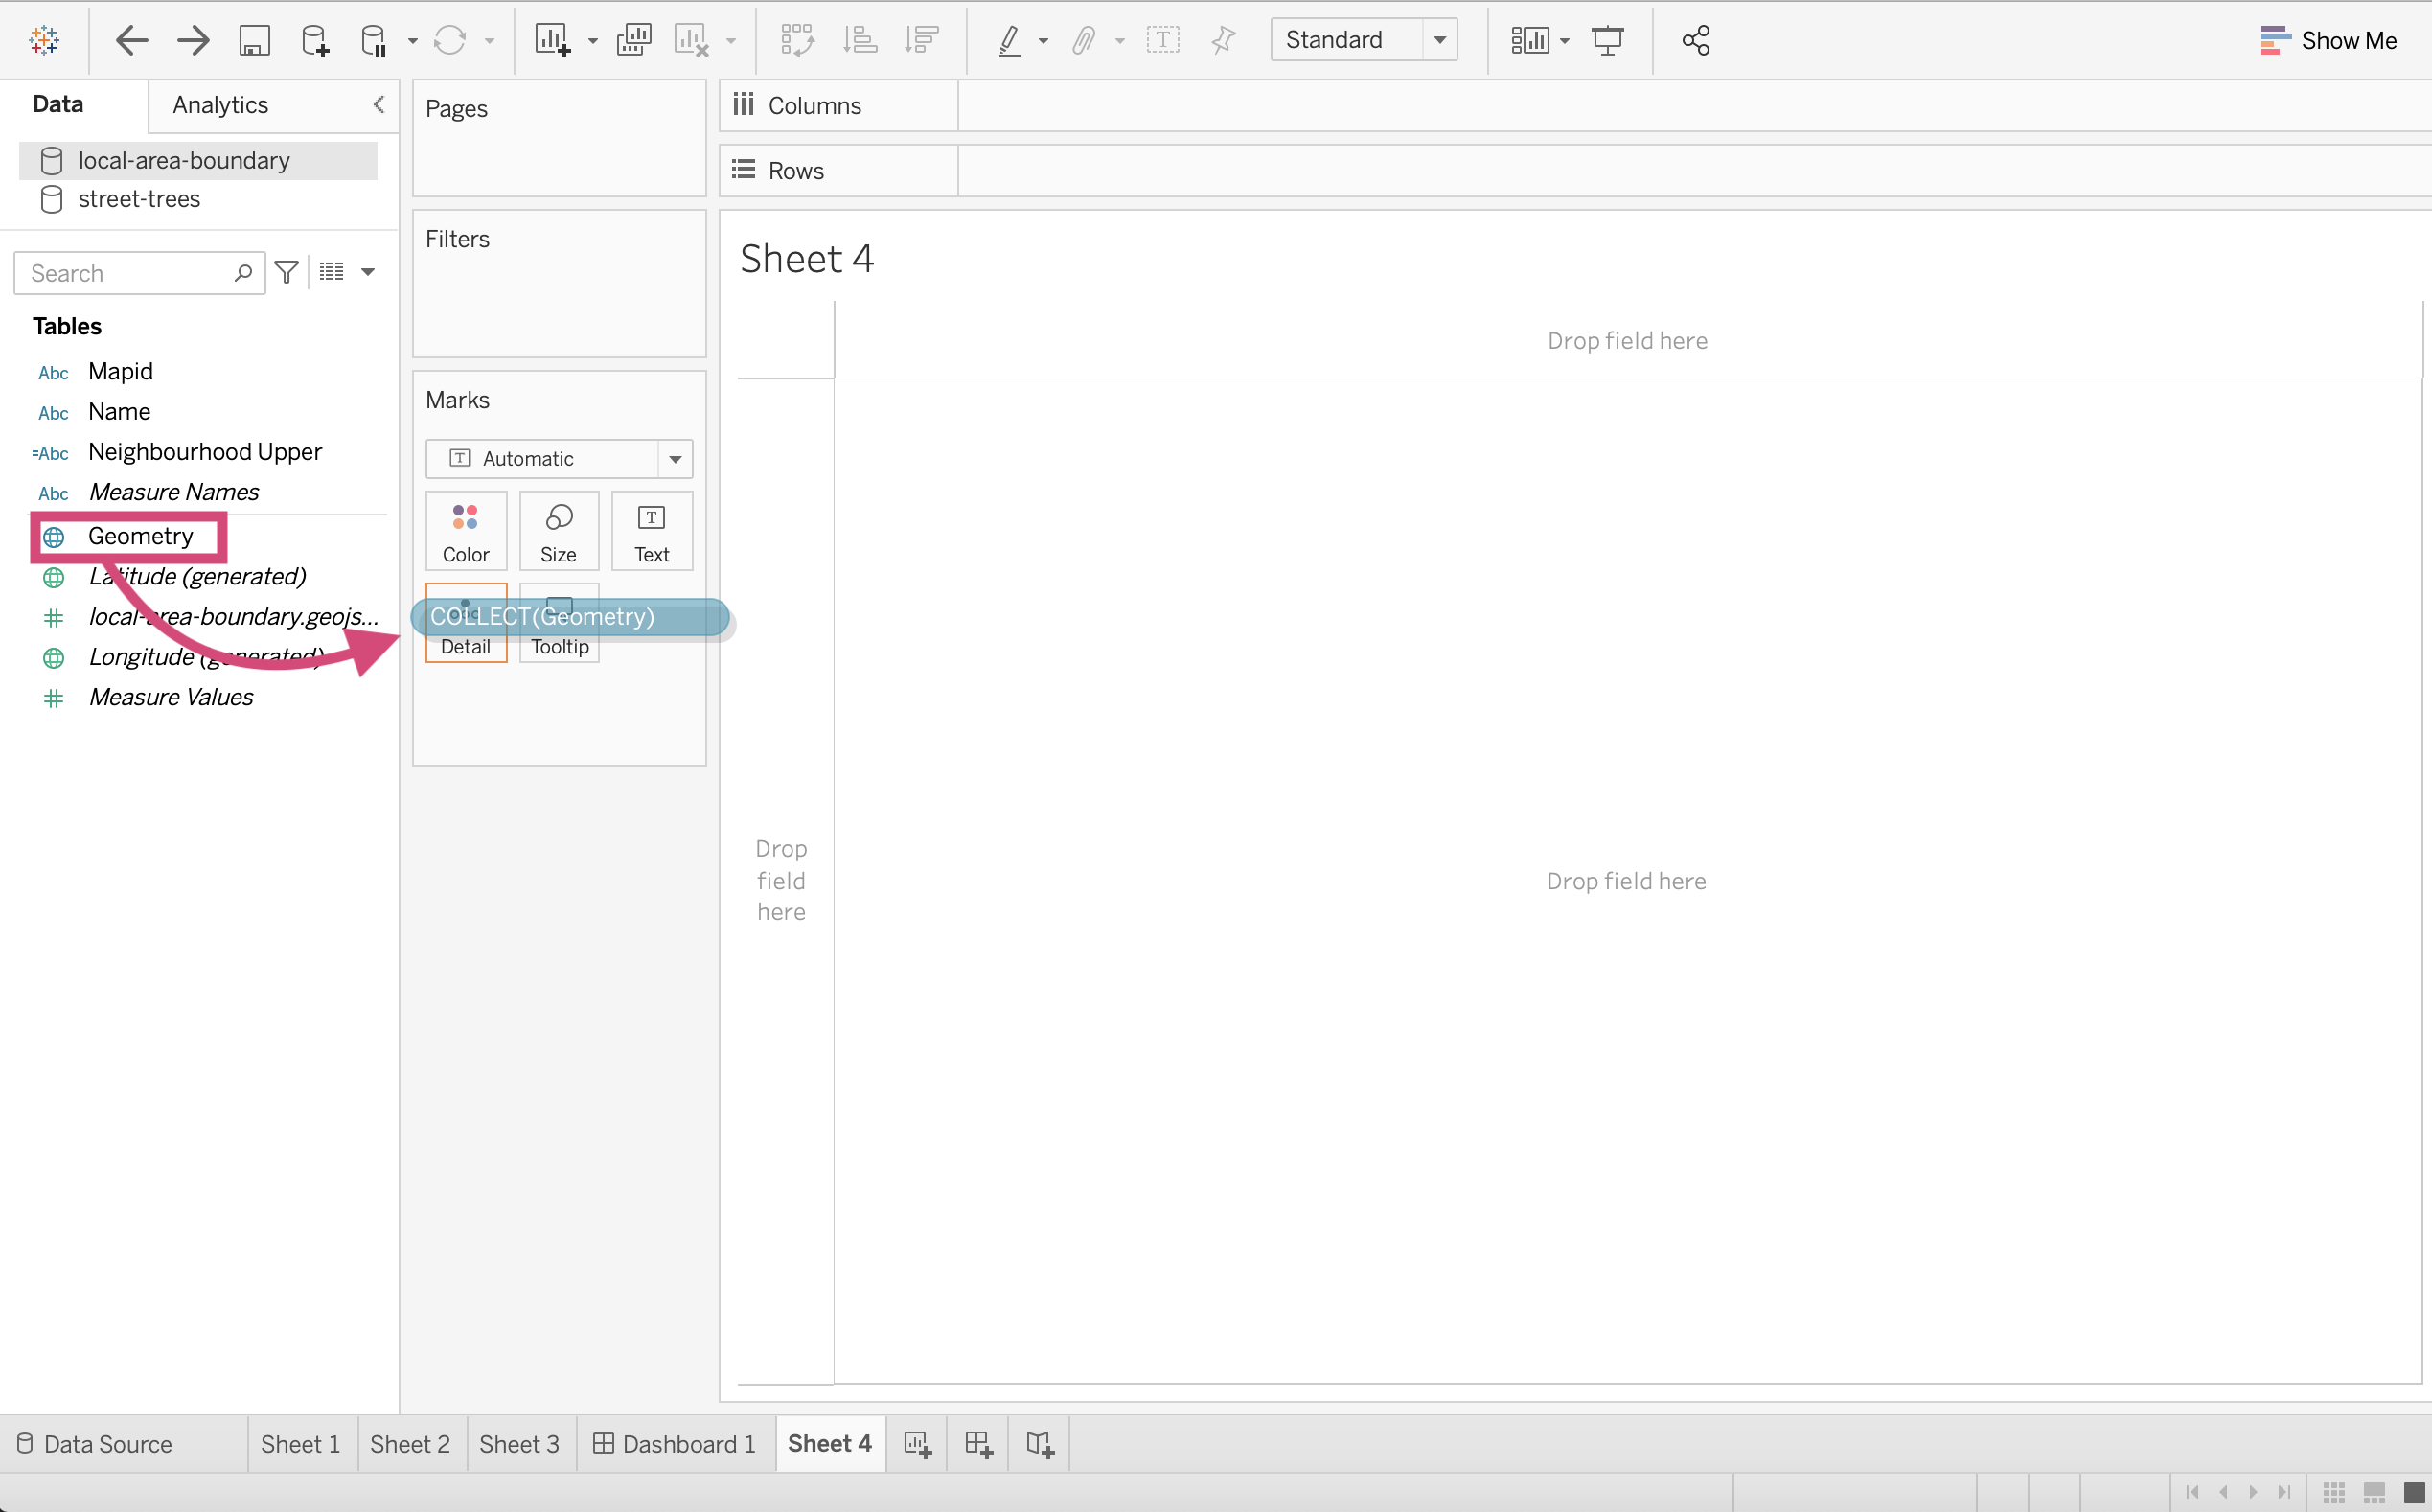 Standard
Show Me
Data
Analytics
local-area-boundary
street-trees
Search
Tables
Abc Mapid
Abc Name
=Abc Neighbourhood Upper
Abc Measure Names
Geometry
Latitude (generated)
local-area-boundary.geojs...
Longitude (generated)
Measure Values
Pages
Filters
Marks
T Automatic
Color
Size
T Text
COLLECT(Geometry)
Detail
Tooltip
Columns
Rows
Sheet 4
Drop field here
Drop
field
here
Drop field here
Data Source
Sheet 1
Sheet 2
Sheet 3
Dashboard 1
Sheet 4